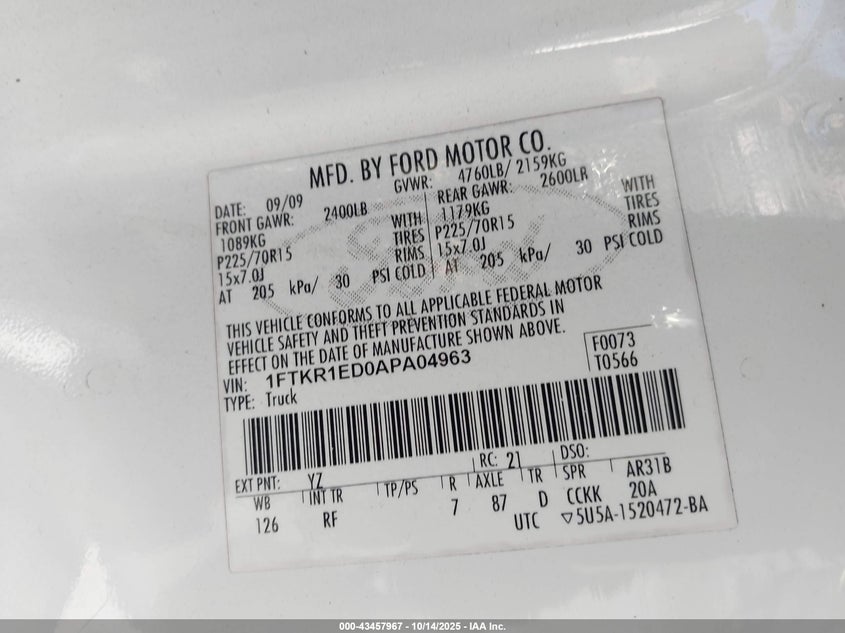 MFD. BY FORD MOTOR CO.
DATE: 09/09 GVWR: 4760LB/ 2159KG
FRONT GAWR: 2400LB REAR GAWR: 2600LB
1089KG WITH 1179KG WITH
P225/70R15 TIRES P225/70R15 TIRES
15x7.0J RIMS 15x7.0J RIMS
AT 205 kPa/ 30 PSI COLD AT 205 kPa/ 30 PSI COLD
THIS VEHICLE CONFORMS TO ALL APPLICABLE FEDERAL MOTOR
VEHICLE SAFETY AND THEFT PREVENTION STANDARDS IN
EFFECT ON THE DATE OF MANUFACTURE SHOWN ABOVE.
VIN: 1FTKR1ED0APA04963 F0073
TYPE: Truck T0566
EXT PNT: YZ RC: 21 DSO:
WB INT TR TP/PS R AXLE TR SPR AR31B
126 RF 7 87 D CCKK 20A
UTC ▽5U5A-1520472-BA
000-43457967 - 10/14/2025 - IAA Inc.